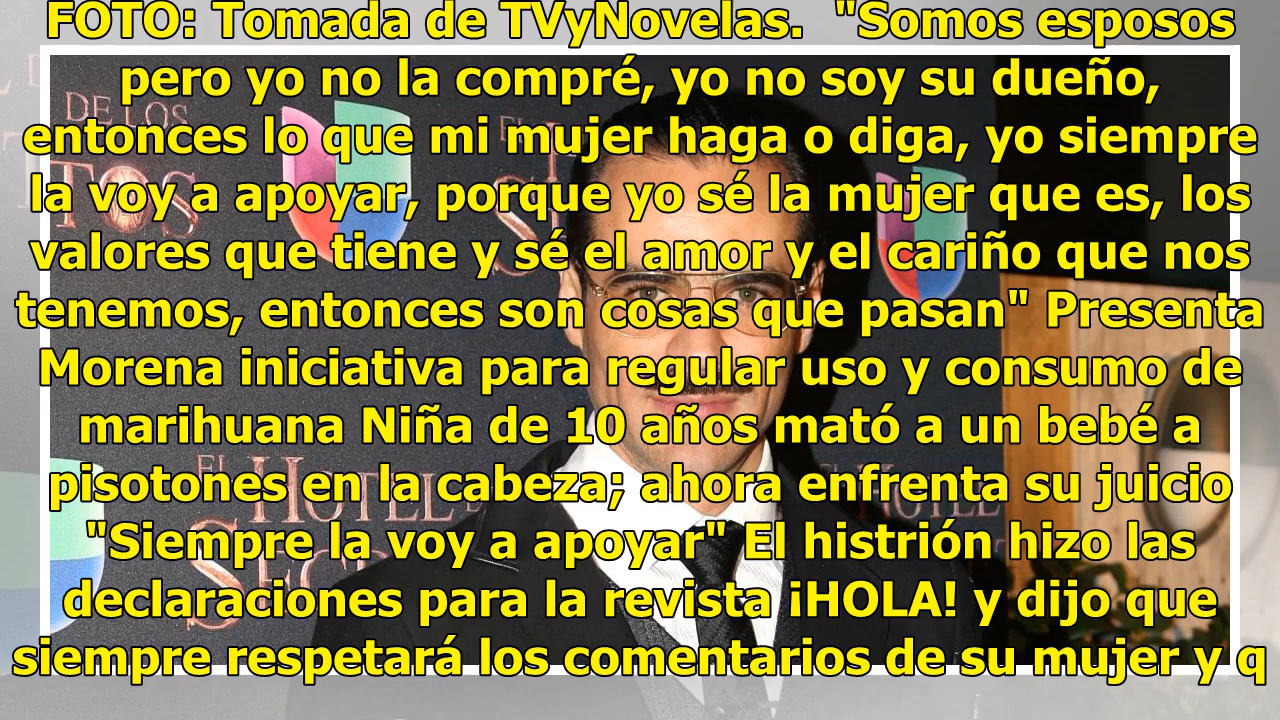 FOTO: Tomada de TVyNovelas. "Somos esposos
pero yo no la compré, yo no soy su dueño,
entonces lo que mi mujer haga o diga, yo siempre
la voy a apoyar, porque yo sé la mujer que es, los
valores que tiene y sé el amor y el cariño que nos
tenemos, entonces son cosas que pasan" Presenta
Morena iniciativa para regular uso y consumo de
marihuana Niña de 10 años mató a un bebé a
pisotones en la cabeza; ahora enfrenta su juicio
"Siempre la voy a apoyar" El histrión hizo las
declaraciones para la revista ¡HOLA! y dijo que
siempre respetará los comentarios de su mujer y q
DE LOS
EL HOTEL